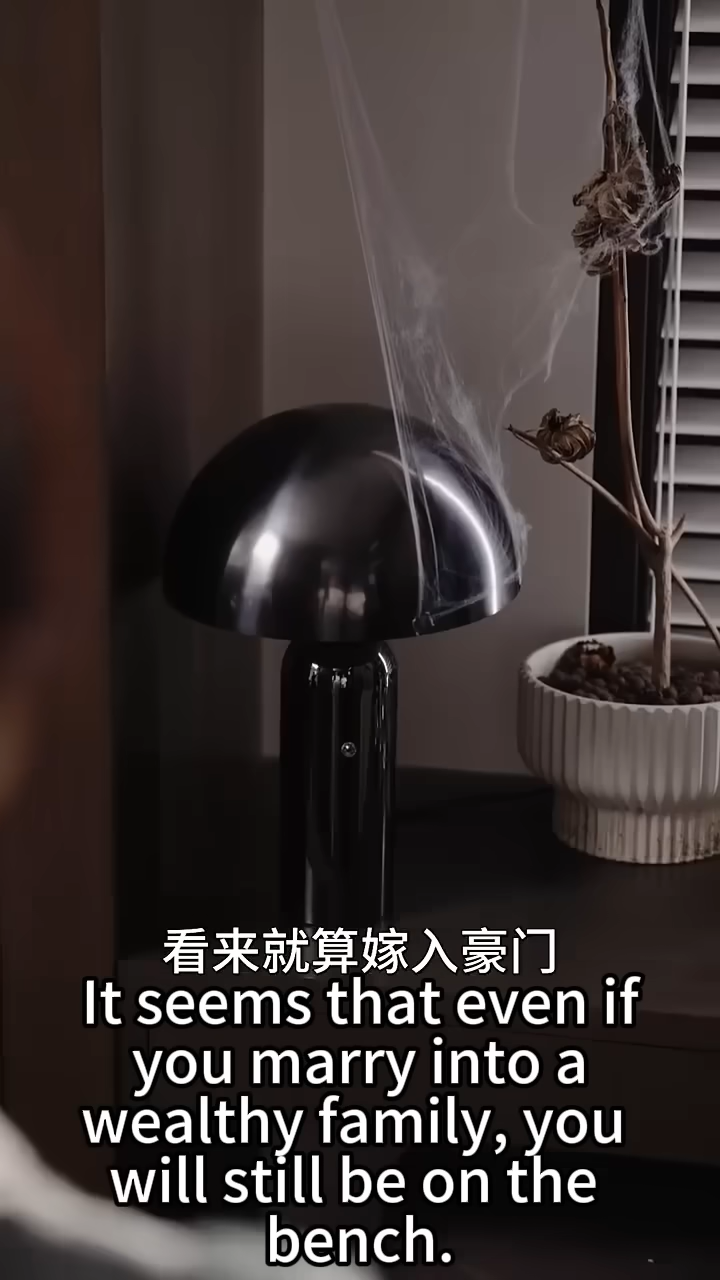 看来就算嫁入豪门
It seems that even if
you marry into a
wealthy family, you
will still be on the
bench.